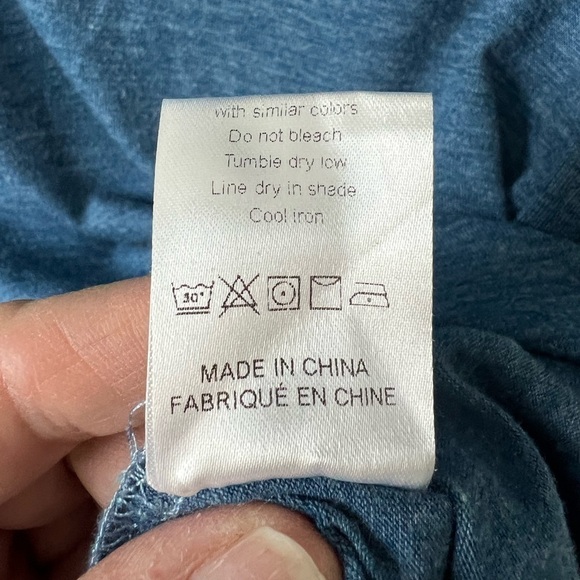 with similar colors
Do not bleach
Tumble dry low
Line dry in shade
Cool iron
30°
MADE IN CHINA
FABRIQUÉ EN CHINE